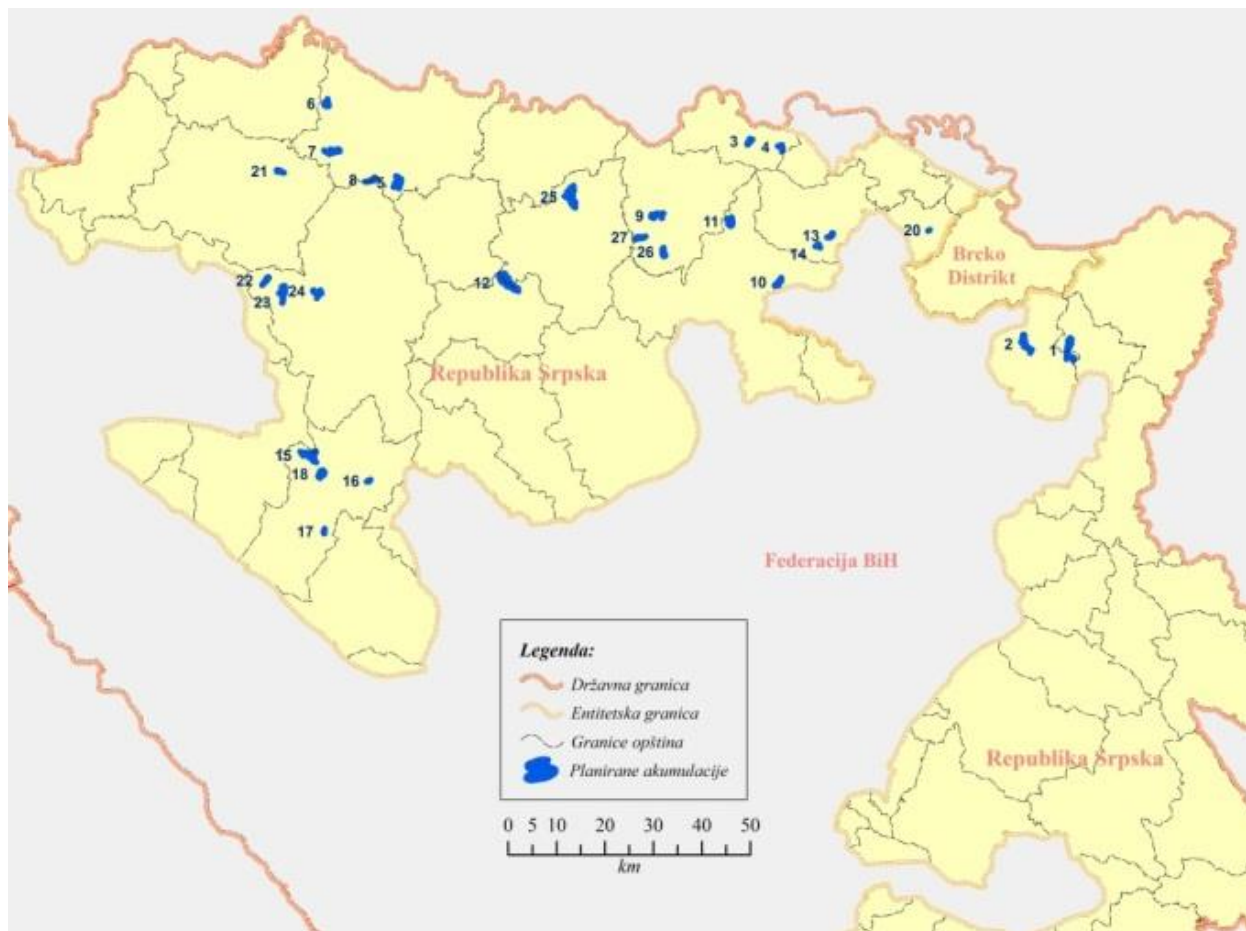 6
3
4
7
21
8
5
25
9
11
27
26
13
14
20
Breko
Distrikt
22
23
24
12
10
2
1
Republika Srpska
15
18
16
17
Federacija BiH
Legenda:
Državna granica
Entitetska granica
Granice opština
Planirane akumulacije
Republika Srpska
0 5 10 20 30 40 50
km